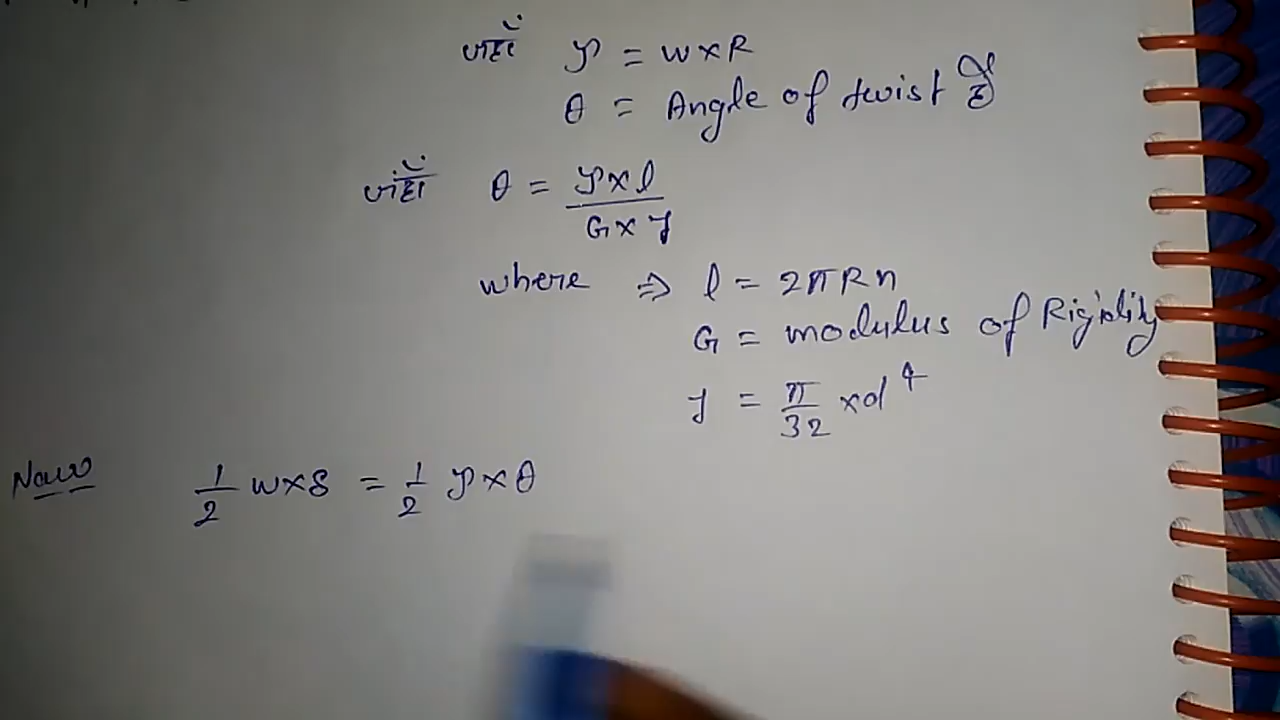 जहाँ T = W×R
θ = Angle of twist है
जहाँ θ = T×l / G×J
where ⇒ l = 2πRn
G = modulus of Rigidity
J = π/32 ×d⁴
Now 1/2 W×δ = 1/2 T×θ